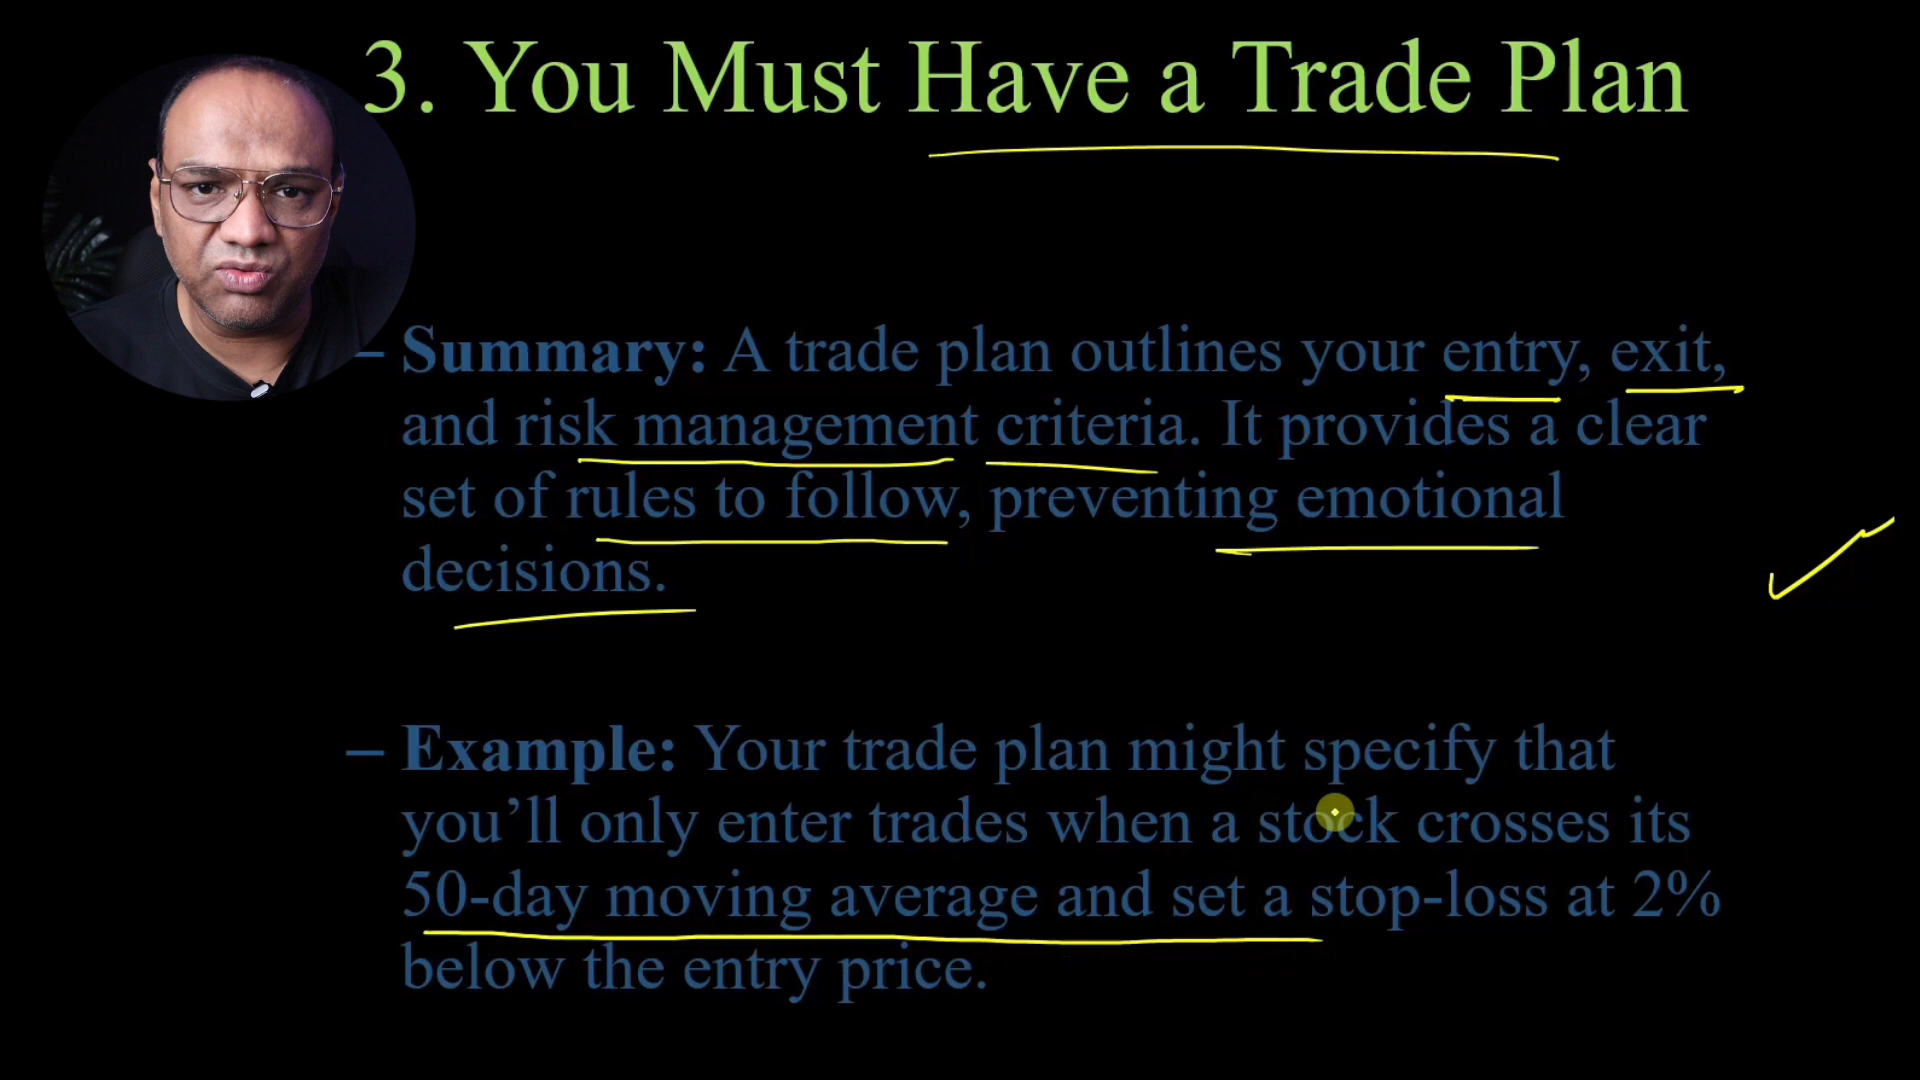 3. You Must Have a Trade Plan
– Summary: A trade plan outlines your entry, exit,
and risk management criteria. It provides a clear
set of rules to follow, preventing emotional
decisions.
– Example: Your trade plan might specify that
you’ll only enter trades when a stock crosses its
50-day moving average and set a stop-loss at 2%
below the entry price.